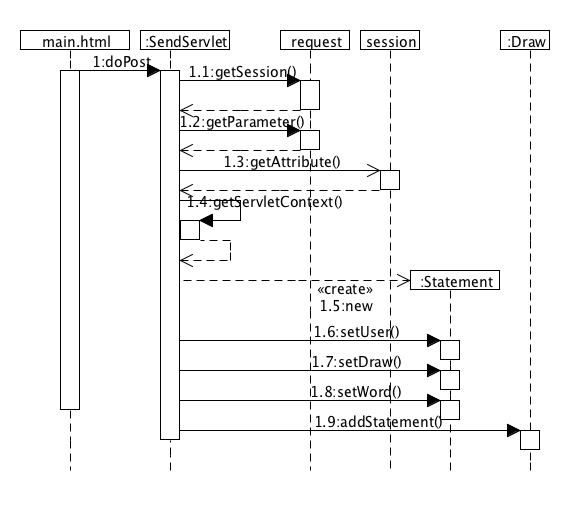 main.html
:SendServlet
request
session
:Draw
1:doPost
1.1:getSession()
1.2:getParameter()
1.3:getAttribute()
1.4:getServletContext()
:Statement
«create»
1.5:new
1.6:setUser()
1.7:setDraw()
1.8:setWord()
1.9:addStatement()